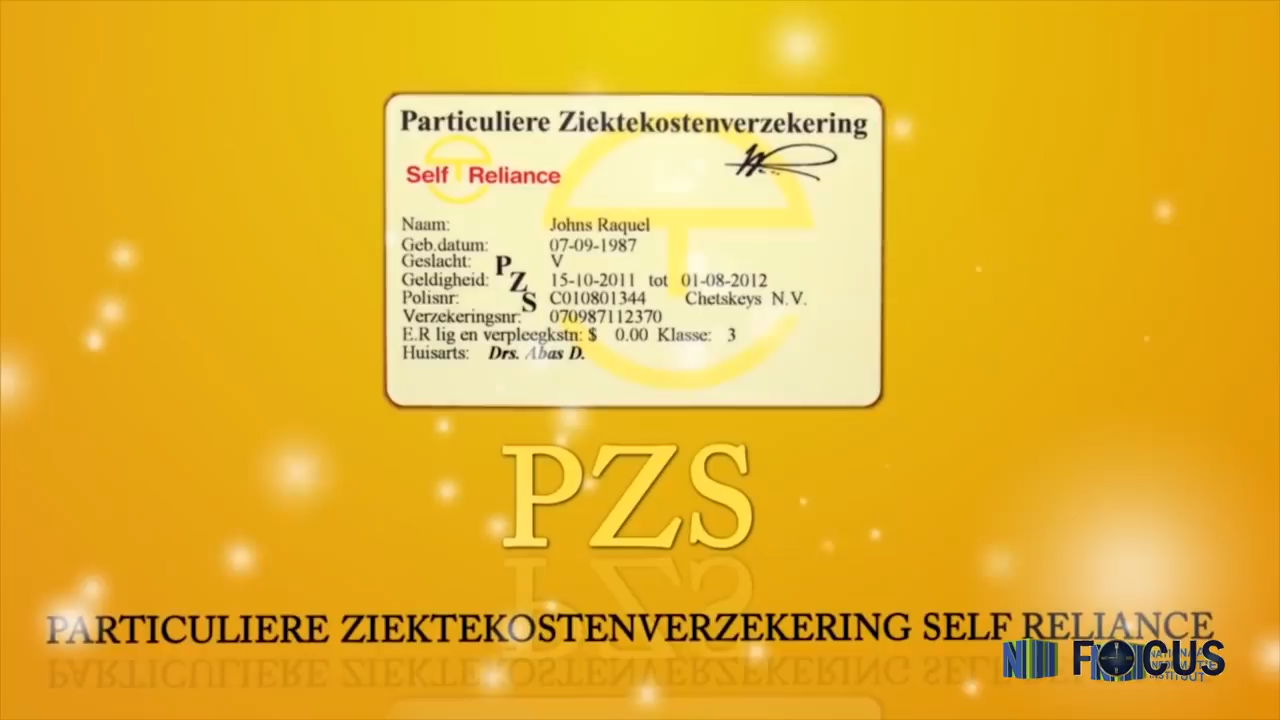 Particuliere Ziektekostenverzekering
Self Reliance
Naam: Johns Raquel
Geb.datum: 07-09-1987
Geslacht: V
Geldigheid: 15-10-2011 tot 01-08-2012
PZS
Polisnr: C010801344 Chetskeys N.V.
Verzekeringsnr: 070987112370
E.R lig en verpleegkstn: $ 0.00 Klasse: 3
Huisarts: Drs. Abas D.
PZS
PARTICULIERE ZIEKTEKOSTENVERZEKERING SELF RELIANCE
NII FOCUS
INSTITUUT